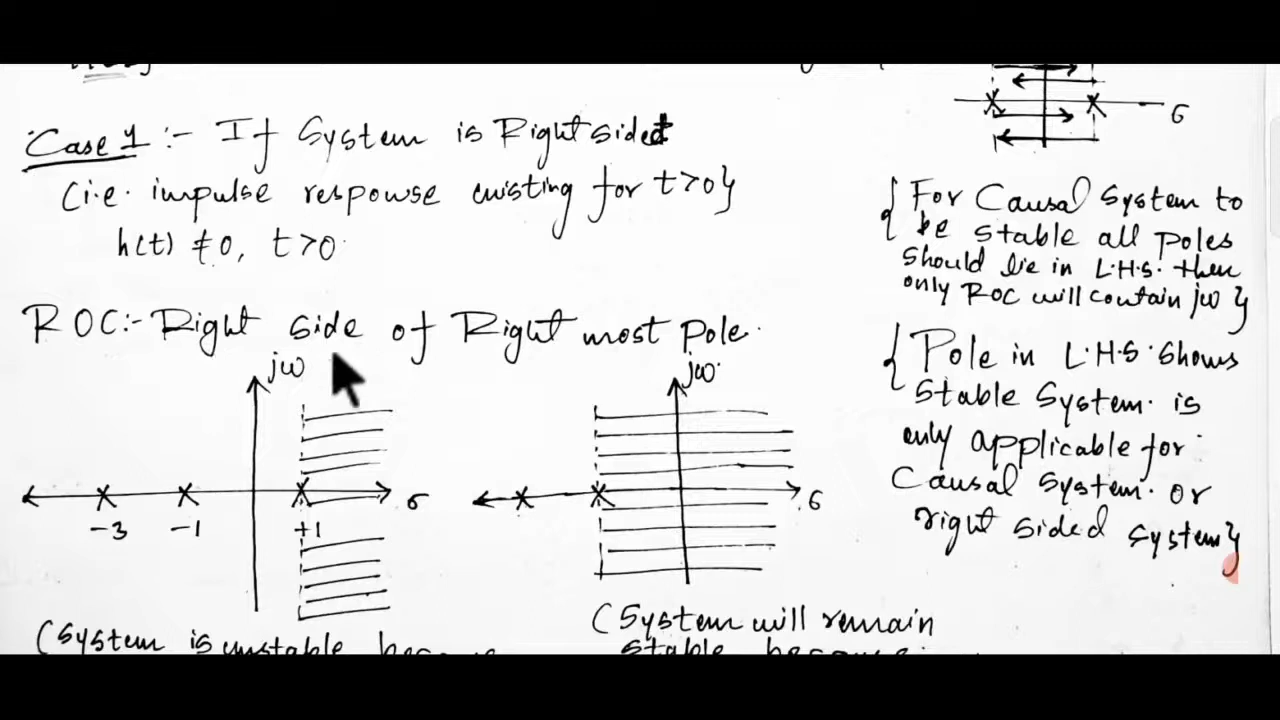 Case 1 :- If System is Right sided
(i.e. impulse response existing for t>0}
h(t) ≠0, t>0.
ROC:- Right side of Right most pole.
jω
σ
-3 -1 +1
(System is unstable because
jω
σ
(System will remain
stable because
σ
{ For Causal System to
be stable all poles
should lie in L.H.S. then
only ROC will contain jω }
{ Pole in L.H.S. shows
stable system is
only applicable for
Causal system or
right sided system}